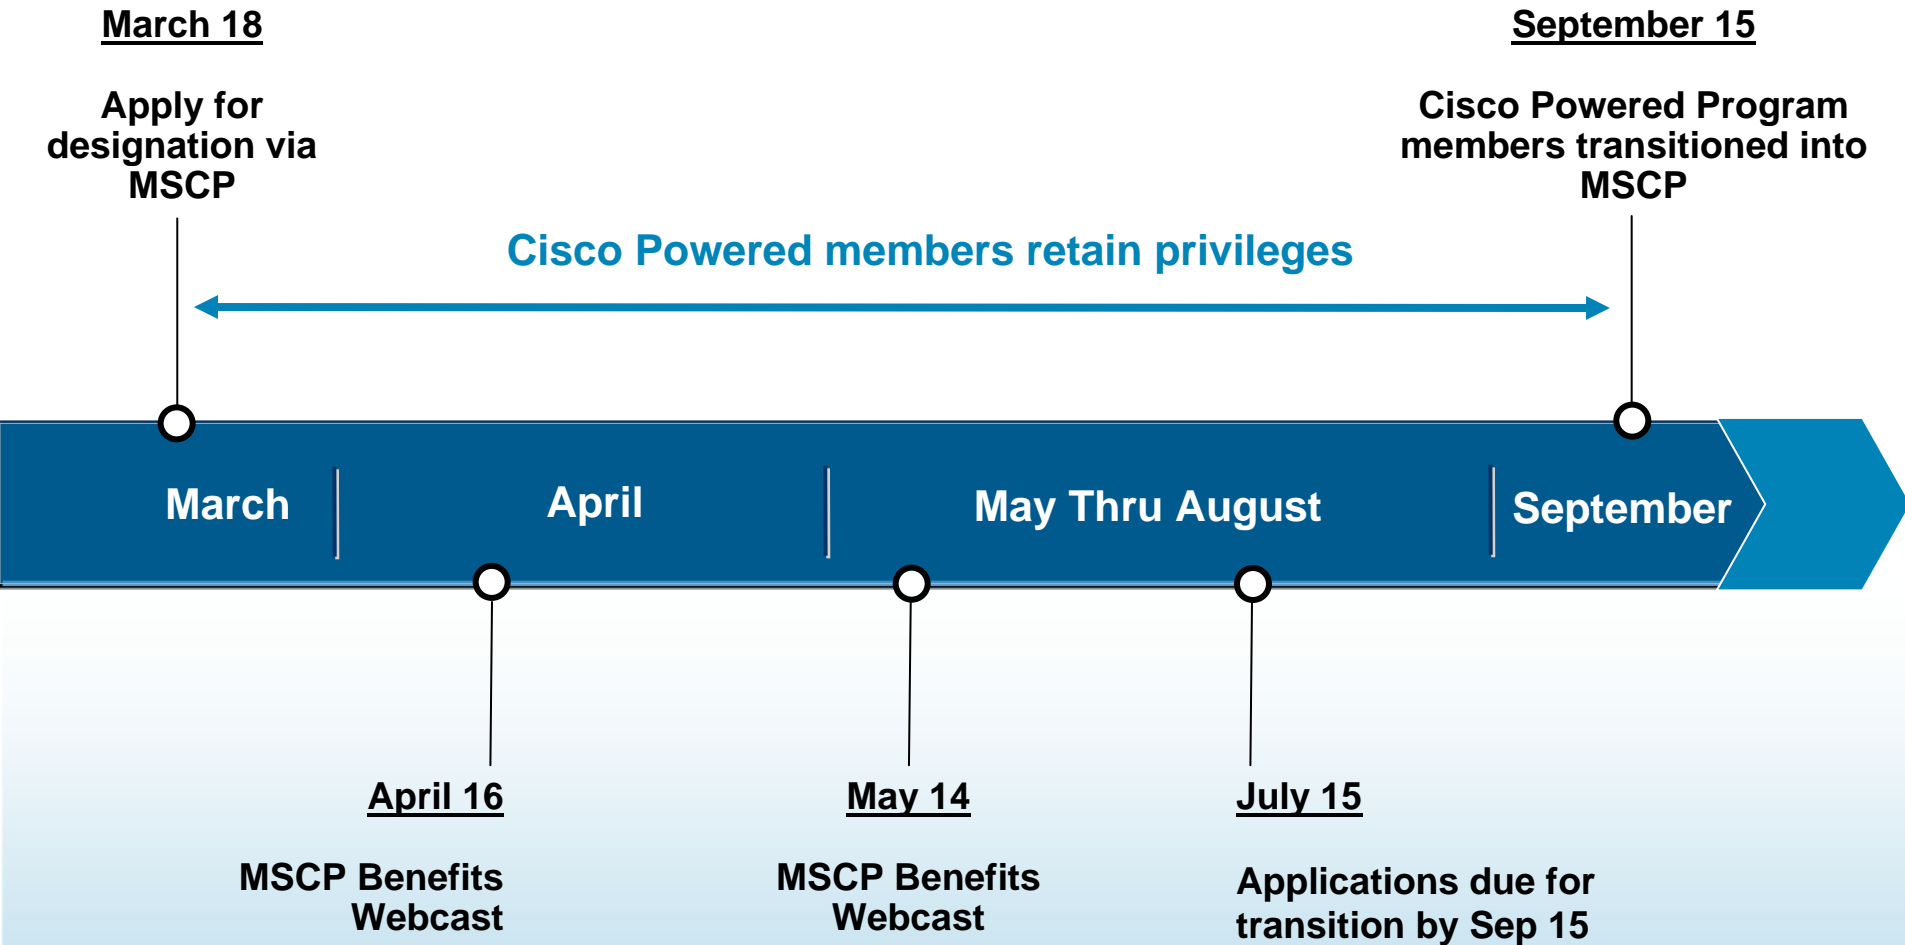 March 18
Apply for
designation via
MSCP
September 15
Cisco Powered Program
members transitioned into
MSCP
Cisco Powered members retain privileges
March
April
May Thru August
September
April 16
MSCP Benefits
Webcast
May 14
MSCP Benefits
Webcast
July 15
Applications due for
transition by Sep 15